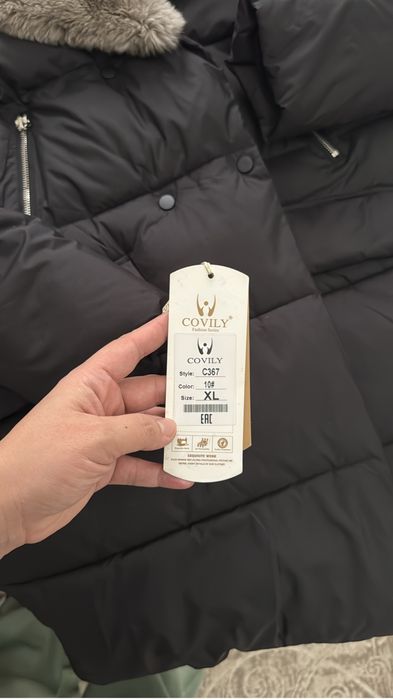 COVILY®
Fashion Series
COVILY
Style: C367
Color: 10#
Size: XL
EAC
EXQUISITE WORK